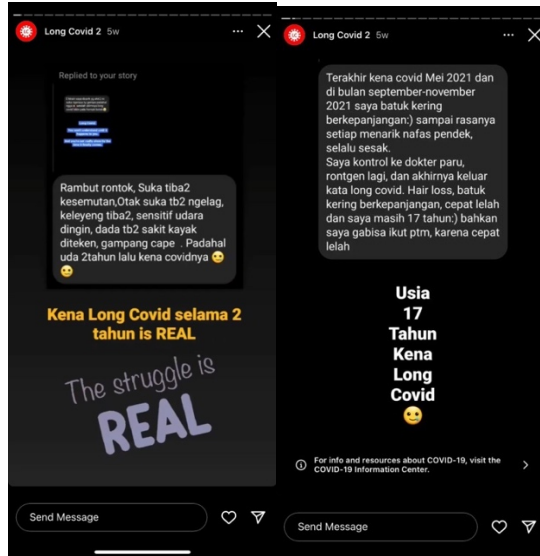 Long Covid 2 5w
Replied to your story
Rambut rontok, Suka tiba2
kesemutan,Otak suka tb2 ngelag,
keleyeng tiba2, sensitif udara
dingin, dada tb2 sakit kayak
diteken, gampang cape . Padahal
uda 2tahun lalu kena covidnya 🙂
🙂
Kena Long Covid selama 2
tahun is REAL
The struggle is
REAL
Send Message
Long Covid 2 5w
Terakhir kena covid Mei 2021 dan
di bulan september-november
2021 saya batuk kering
berkepanjangan:) sampai rasanya
setiap menarik nafas pendek,
selalu sesak.
Saya kontrol ke dokter paru,
rontgen lagi, dan akhirnya keluar
kata long covid. Hair loss, batuk
kering berkepanjangan, cepat lelah
dan saya masih 17 tahun:) bahkan
saya gabisa ikut ptm, karena cepat
lelah
Usia
17
Tahun
Kena
Long
Covid
🙂
For info and resources about COVID-19, visit the
COVID-19 Information Center.
Send Message